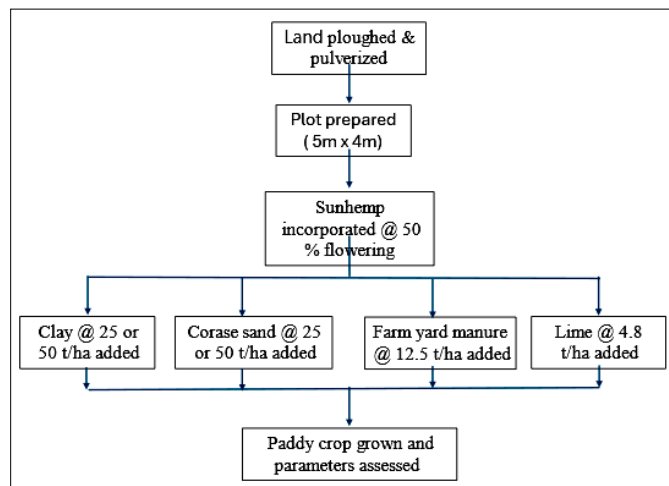 Land ploughed &
pulverized
Plot prepared
( 5m x 4m)
Sunhemp
incorporated @ 50
% flowering
Clay @ 25 or
50 t/ha added
Corase sand @ 25
or 50 t/ha added
Farm yard manure
@ 12.5 t/ha added
Lime @ 4.8
t/ha added
Paddy crop grown and
parameters assessed